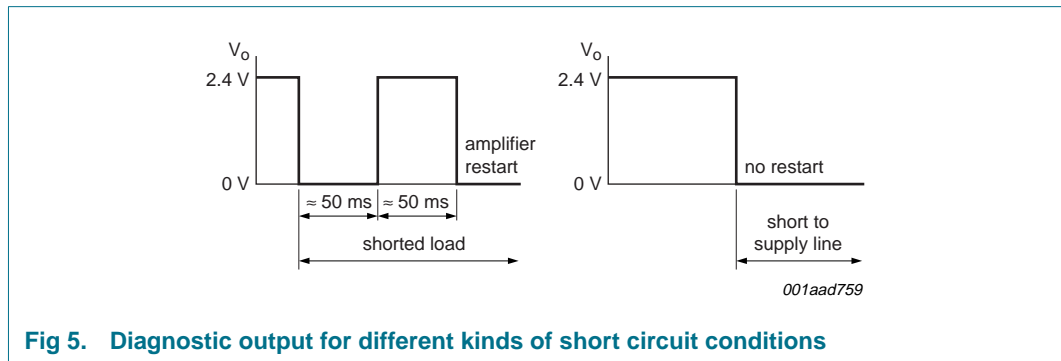 Vo
2.4 V
0 V
amplifier
restart
≈ 50 ms
≈ 50 ms
shorted load
Vo
2.4 V
0 V
no restart
short to
supply line
001aad759
Fig 5. Diagnostic output for different kinds of short circuit conditions